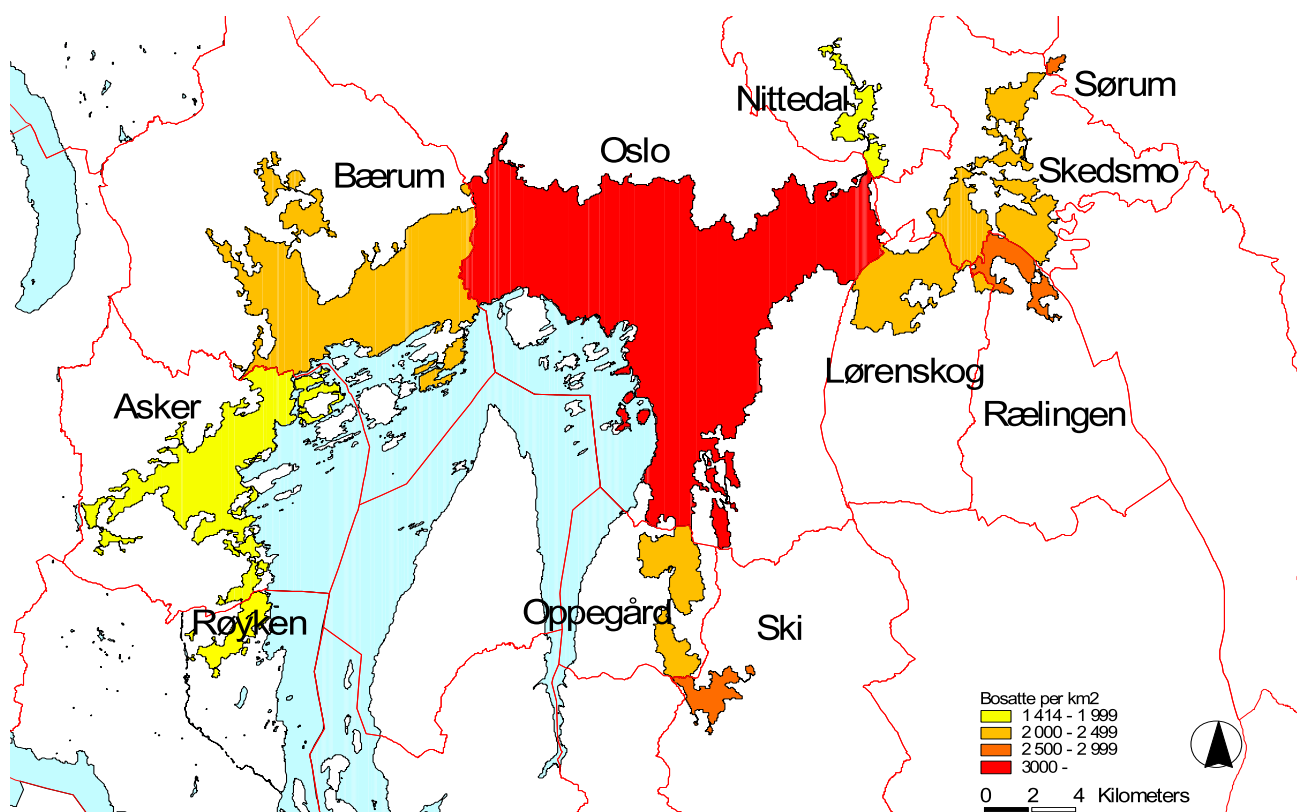 Sørum
Nittedal
Oslo
Bærum
Skedsmo
Lørenskog
Asker
Rælingen
Røyken
Oppegård
Ski
Bosatte per km2
1 414 - 1 999
2 000 - 2 499
2 500 - 2 999
3000 -
0 2 4 Kilometers